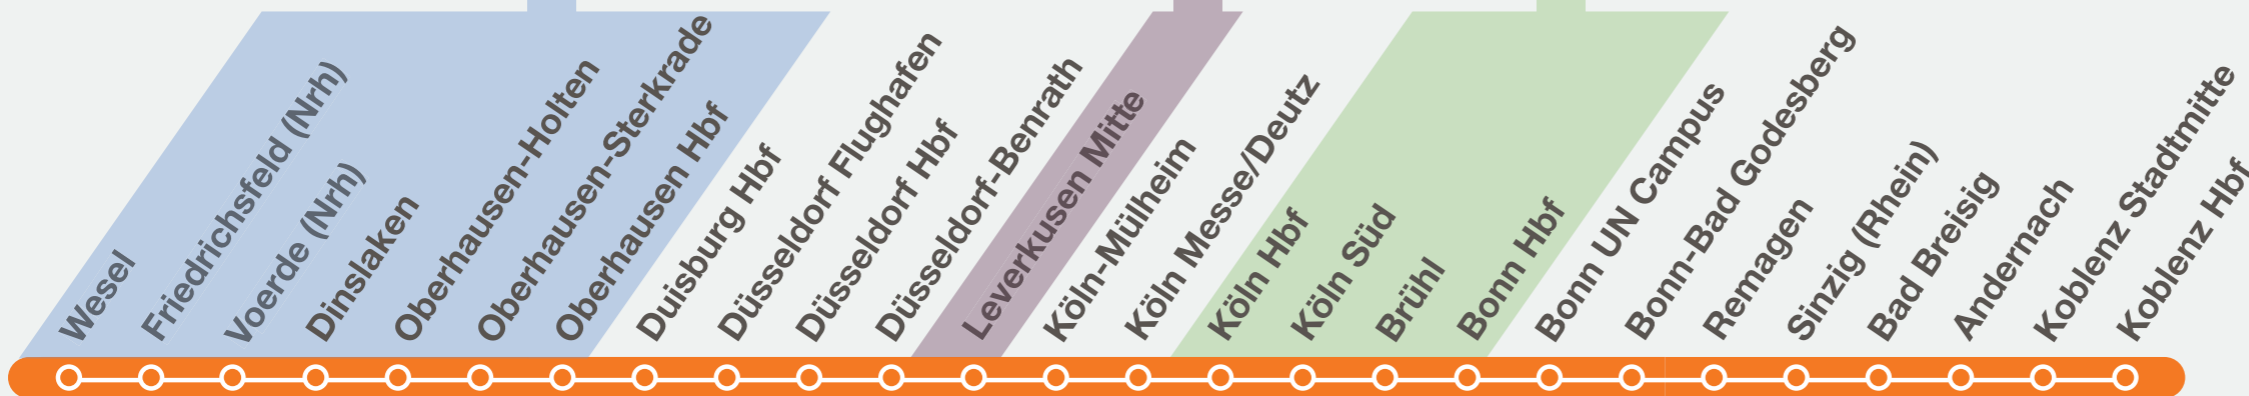 Wesel
Friedrichsfeld (Nrh)
Voerde (Nrh)
Dinslaken
Oberhausen-Holten
Oberhausen-Sterkrade
Oberhausen Hbf
Duisburg Hbf
Düsseldorf Flughafen
Düsseldorf Hbf
Düsseldorf-Benrath
Leverkusen Mitte
Köln-Mülheim
Köln Messe/Deutz
Köln Hbf
Köln Süd
Brühl
Bonn Hbf
Bonn UN Campus
Bonn-Bad Godesberg
Remagen
Sinzig (Rhein)
Bad Breisig
Andernach
Koblenz Stadtmitte
Koblenz Hbf